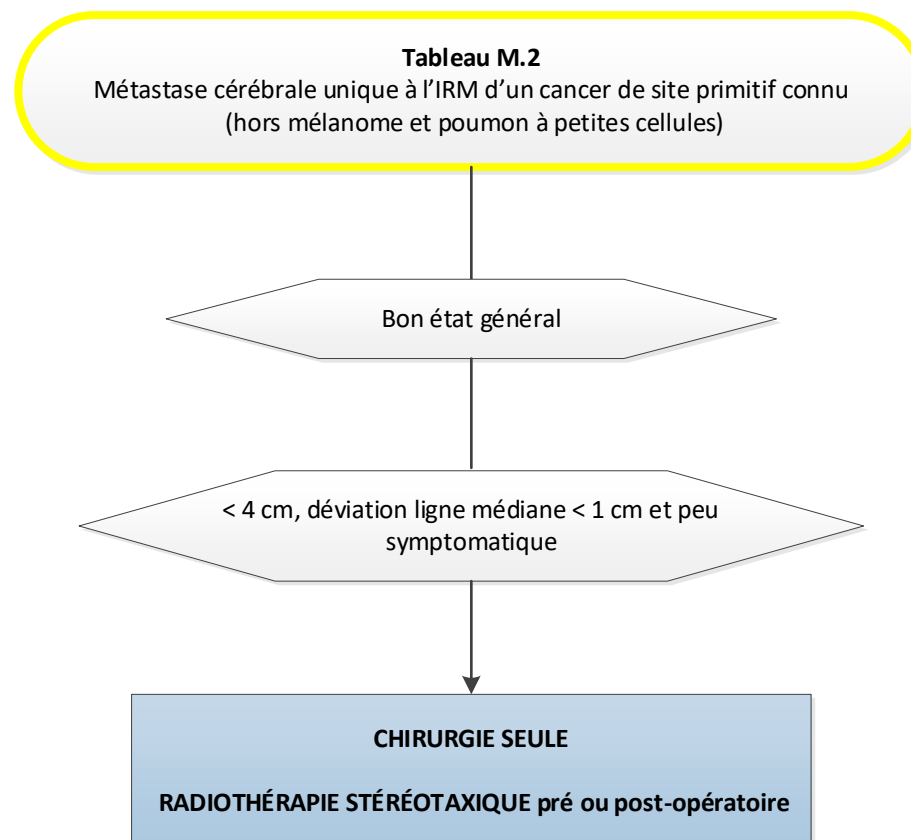 Tableau M.2
Métastase cérébrale unique à l’IRM d’un cancer de site primitif connu
(hors mélanome et poumon à petites cellules)
Bon état général
< 4 cm, déviation ligne médiane < 1 cm et peu
symptomatique
CHIRURGIE SEULE
RADIOTHÉRAPIE STÉRÉOTAXIQUE pré ou post-opératoire